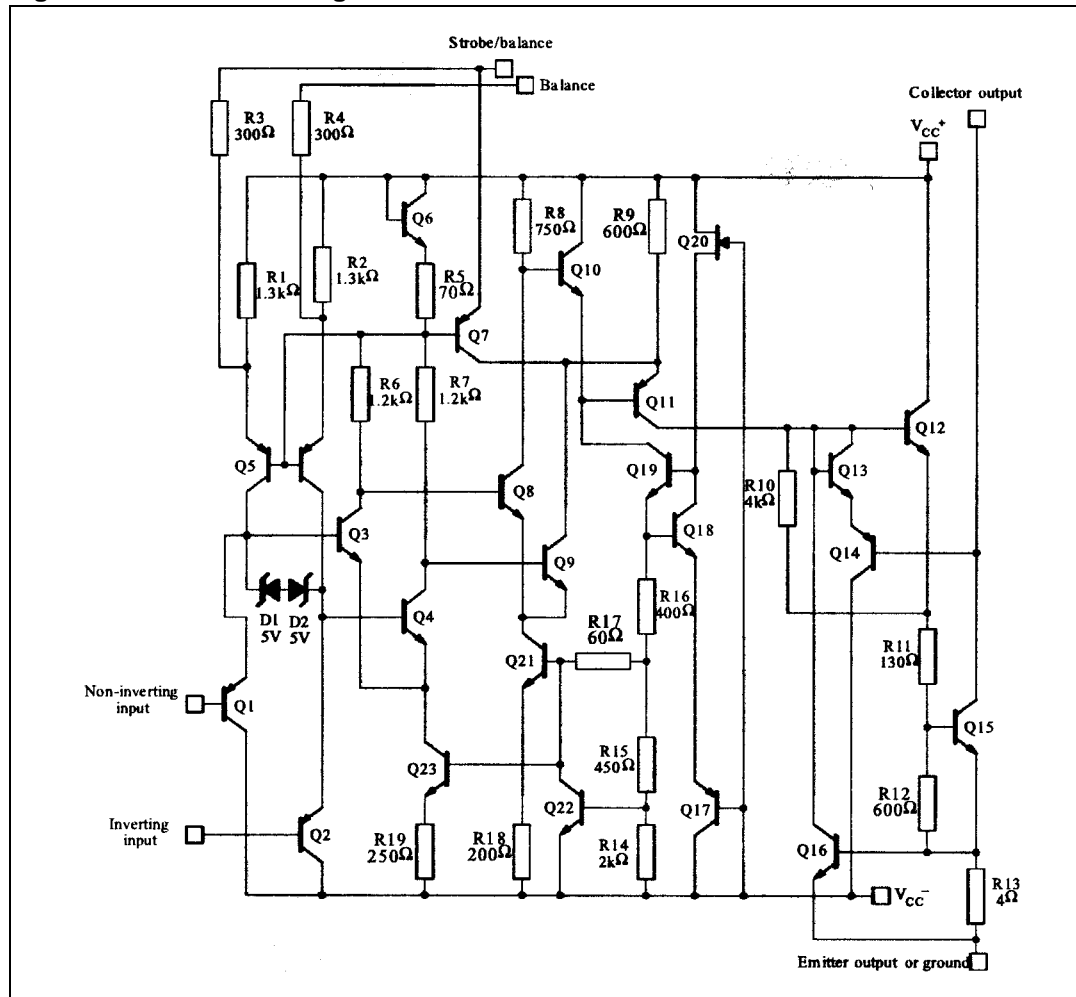 Strobe/balance
Balance
Collector output
VCC+
R3
300Ω
R4
300Ω
R1
1.3kΩ
R2
1.3kΩ
Q6
R5
70Ω
R8
750Ω
Q10
R9
600Ω
Q20
Q7
R6
1.2kΩ
R7
1.2kΩ
Q11
Q12
Q5
Q19
Q13
R10
4kΩ
Q8
Q3
Q18
Q14
Q9
D1
5V
D2
5V
Q4
R16
400Ω
R17
60Ω
R11
130Ω
Q21
Non-inverting
input
Q1
Q15
R15
450Ω
Q23
Q22
R12
600Ω
Inverting
input
Q2
Q17
R19
250Ω
R18
200Ω
R14
2kΩ
Q16
R13
4Ω
VCC-
Emitter output or ground